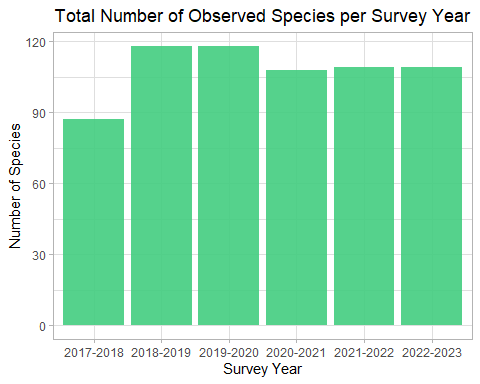 Total Number of Observed Species per Survey Year
120
90
60
30
0
Number of Species
2017-2018 2018-2019 2019-2020 2020-2021 2021-2022 2022-2023
Survey Year